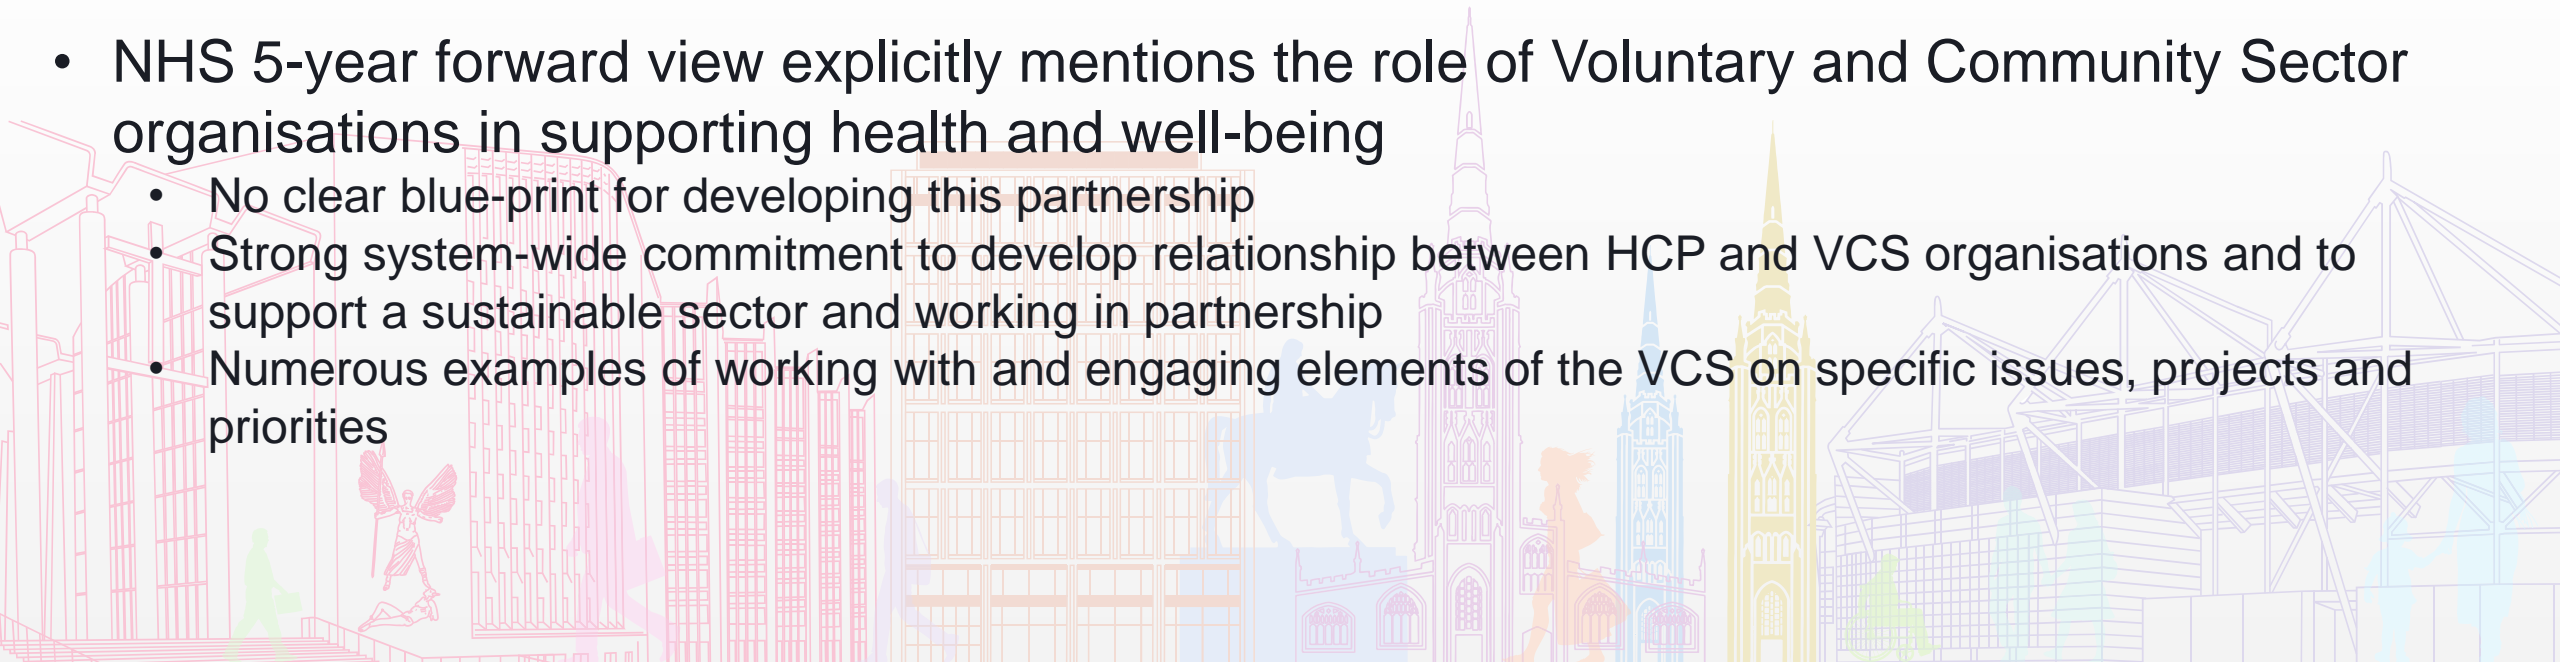 • NHS 5-year forward view explicitly mentions the role of Voluntary and Community Sector
organisations in supporting health and well-being
• No clear blue-print for developing this partnership
• Strong system-wide commitment to develop relationship between HCP and VCS organisations and to
support a sustainable sector and working in partnership
• Numerous examples of working with and engaging elements of the VCS on specific issues, projects and
priorities